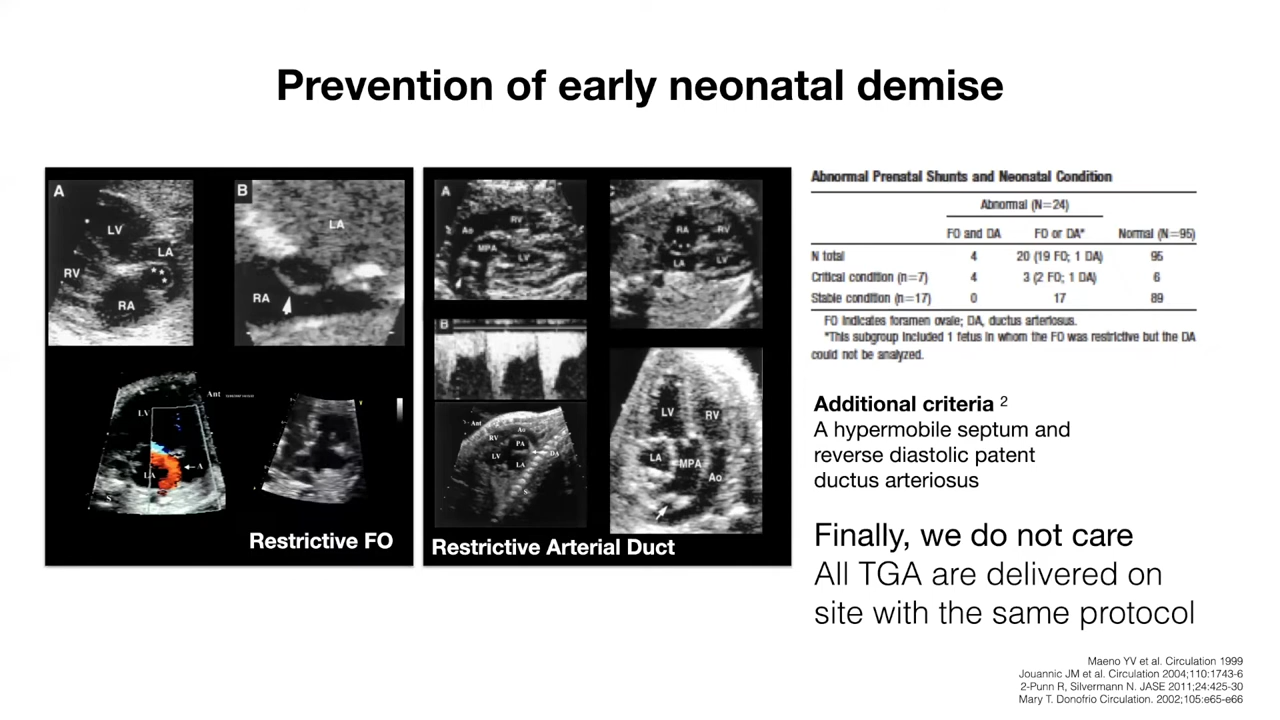 Prevention of early neonatal demise
A
LV
LA
RV
RA
B
LA
RA
Ant
LV
LA
A
S
Restrictive FO
A
Ao
RV
MPA
LV
RA
RV
LA
LV
B
Ant
RV
Ao
PA
LV
DA
LA
S
LV
RV
LA
MPA
Ao
Restrictive Arterial Duct
Abnormal Prenatal Shunts and Neonatal Condition
Abnormal (N=24)
FO and DA FO or DA* Normal (N=95)
N total 4 20 (19 FO; 1 DA) 95
Critical condition (n=7) 4 3 (2 FO; 1 DA) 6
Stable condition (n=17) 0 17 89
FO indicates foramen ovale; DA, ductus arteriosus.
*This subgroup included 1 fetus in whom the FO was restrictive but the DA
could not be analyzed.
Additional criteria 2
A hypermobile septum and
reverse diastolic patent
ductus arteriosus
Finally, we do not care
All TGA are delivered on
site with the same protocol
Maeno YV et al. Circulation 1999
Jouannic JM et al. Circulation 2004;110:1743-6
2-Punn R, Silvermann N. JASE 2011;24:425-30
Mary T. Donofrio Circulation. 2002;105:e65-e66